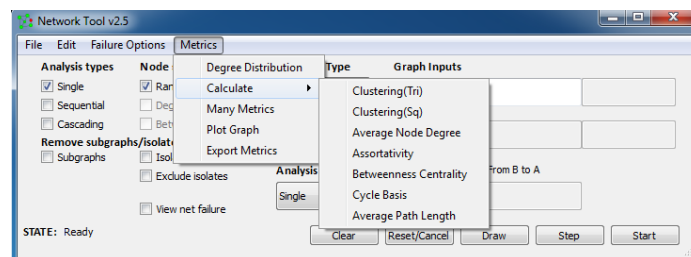 Network Tool v2.5
File Edit Failure Options Metrics
Analysis types Node Type Graph Inputs
Single Ran
Sequential Deg
Cascading Bet
Remove subgraphs/isolat
Subgraphs Isol
Exclude isolates
View net failure
Degree Distribution
Calculate
Many Metrics
Plot Graph
Export Metrics
Clustering(Tri)
Clustering(Sq)
Average Node Degree
Assortativity
Betweenness Centrality
Cycle Basis
Average Path Length
Analysis From B to A
Single
STATE: Ready
Clear Reset/Cancel Draw Step Start